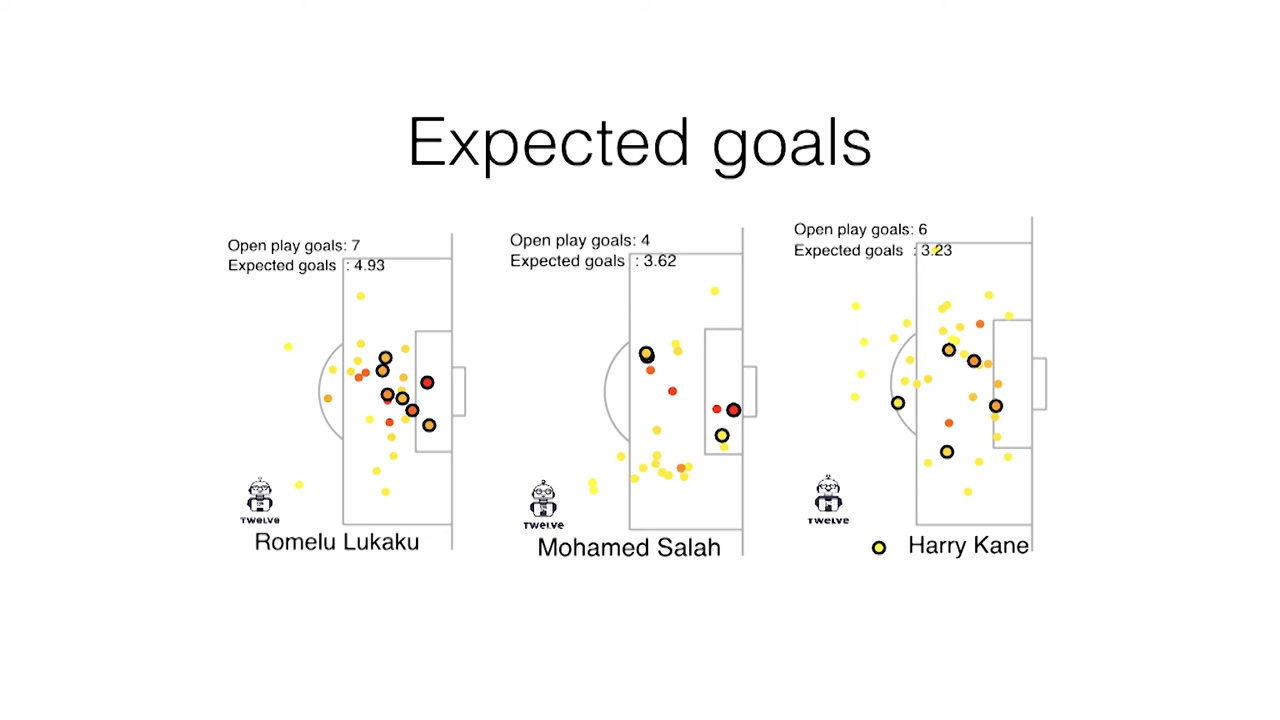 Expected goals
Open play goals: 7
Expected goals : 4.93
TWELVE
Romelu Lukaku
Open play goals: 4
Expected goals : 3.62
TWELVE
Mohamed Salah
Open play goals: 6
Expected goals : 3.23
TWELVE
Harry Kane